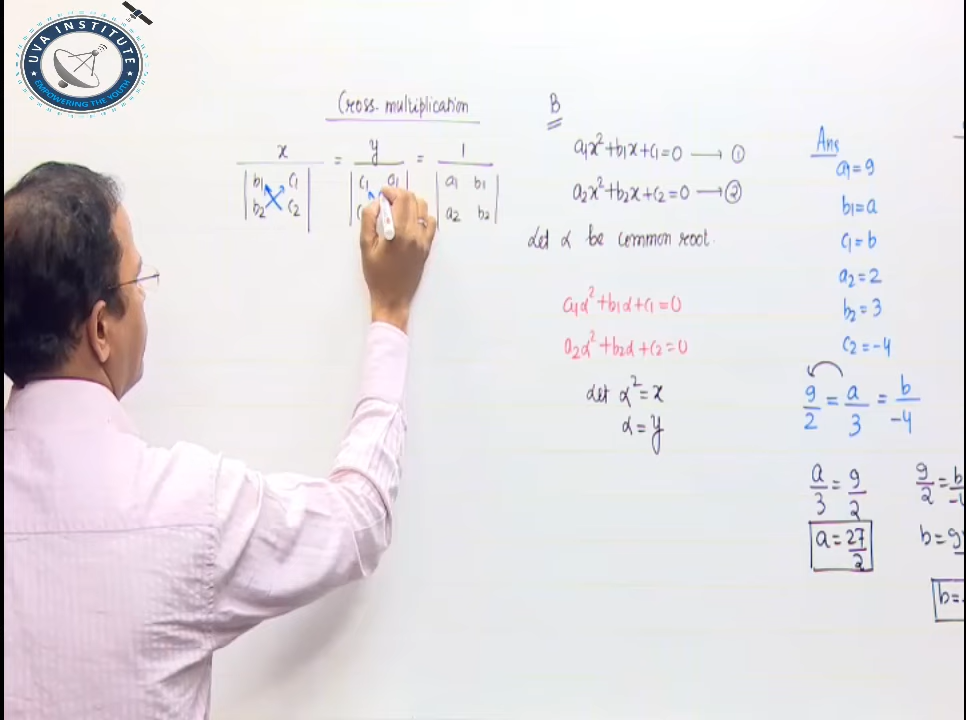 UVA INSTITUTE
EMPOWERING THE YOUTH
Cross-multiplication
x/|b1 c1; b2 c2| = y/|c1 a1; c = 1/|a1 b1; a2 b2|
B
a1x²+b1x+c1=0 → ①
a2x²+b2x+c2=0 → ②
Let α be common root.
a1α²+b1α+c1=0
a2α²+b2α+c2=0
Let α²=x
α=y
Ans
a1=9
b1=a
c1=b
a2=2
b2=3
c2=-4
9/2 = a/3 = b/-4
a/3 = 9/2
a=27/2
9/2 = b/-4
b=9
b=